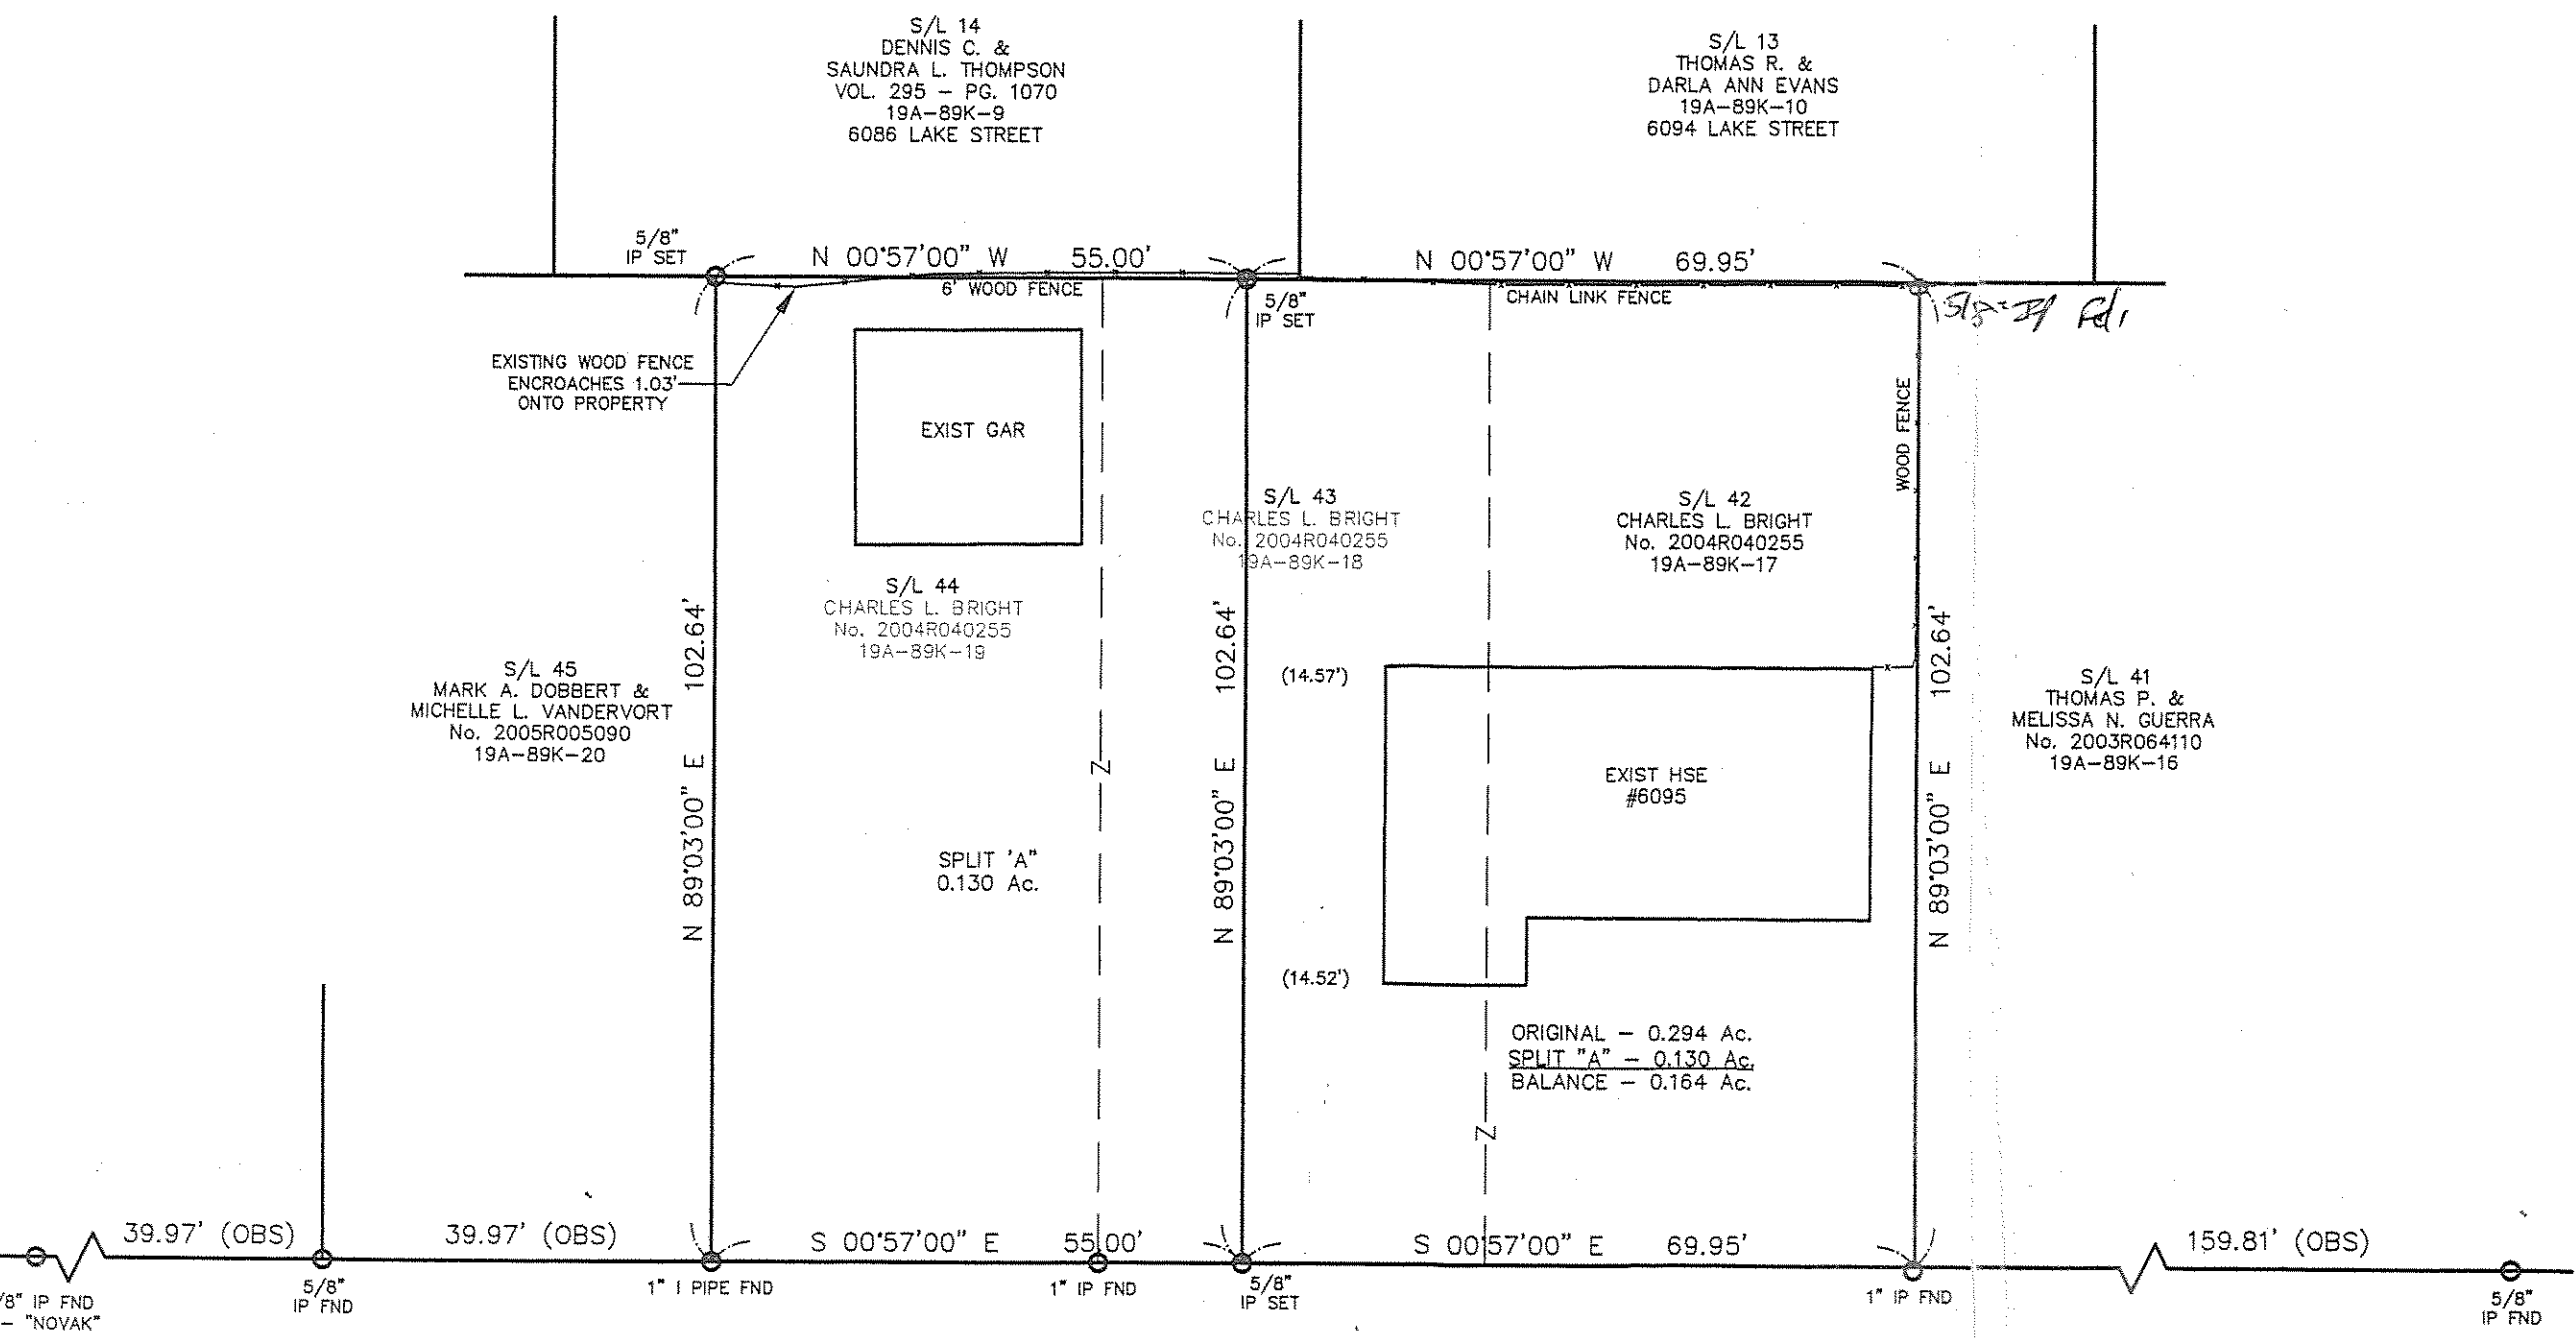 S/L 14
DENNIS C. &
SAUNDRA L. THOMPSON
VOL. 295 – PG. 1070
19A–89K–9
6086 LAKE STREET
S/L 13
THOMAS R. &
DARLA ANN EVANS
19A–89K–10
6094 LAKE STREET
5/8"
IP SET
N 00°57'00" W 55.00'
N 00°57'00" W 69.95'
6' WOOD FENCE
5/8"
IP SET
CHAIN LINK FENCE
Fd,
EXISTING WOOD FENCE
ENCROACHES 1.03'
ONTO PROPERTY
EXIST GAR
WOOD FENCE
S/L 43
CHARLES L. BRIGHT
No. 2004R040255
19A–89K–18
S/L 42
CHARLES L. BRIGHT
No. 2004R040255
19A–89K–17
S/L 44
CHARLES L. BRIGHT
No. 2004R040255
19A–89K–19
S/L 45
MARK A. DOBBERT &
MICHELLE L. VANDERVORT
No. 2005R005090
19A–89K–20
N 89°03'00" E 102.64'
N 89°03'00" E 102.64'
N 89°03'00" E 102.64'
(14.57')
S/L 41
THOMAS P. &
MELISSA N. GUERRA
No. 2003R064110
19A–89K–16
Z
EXIST HSE
#6095
SPLIT 'A"
0.130 Ac.
(14.52')
ORIGINAL – 0.294 Ac.
SPLIT "A" – 0.130 Ac.
BALANCE – 0.164 Ac.
Z
39.97' (OBS)
39.97' (OBS)
S 00°57'00" E 55.00'
S 00°57'00" E 69.95'
159.81' (OBS)
/8" IP FND
– "NOVAK"
5/8"
IP FND
1" I PIPE FND
1" IP FND
5/8"
IP SET
1" IP FND
5/8"
IP FND